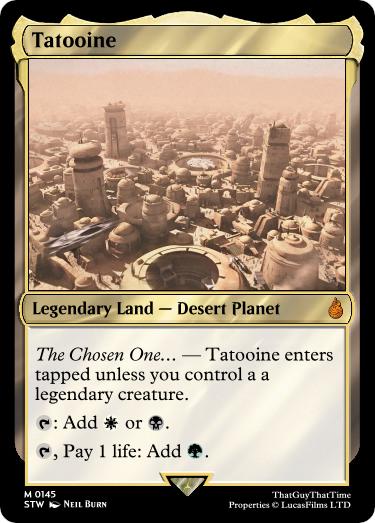 Tatooine
Legendary Land — Desert Planet
The Chosen One... — Tatooine enters
tapped unless you control a a
legendary creature.
: Add or .
, Pay 1 life: Add .
M 0145
STW NEIL BURN
ThatGuyThatTime
Properties © LucasFilms LTD